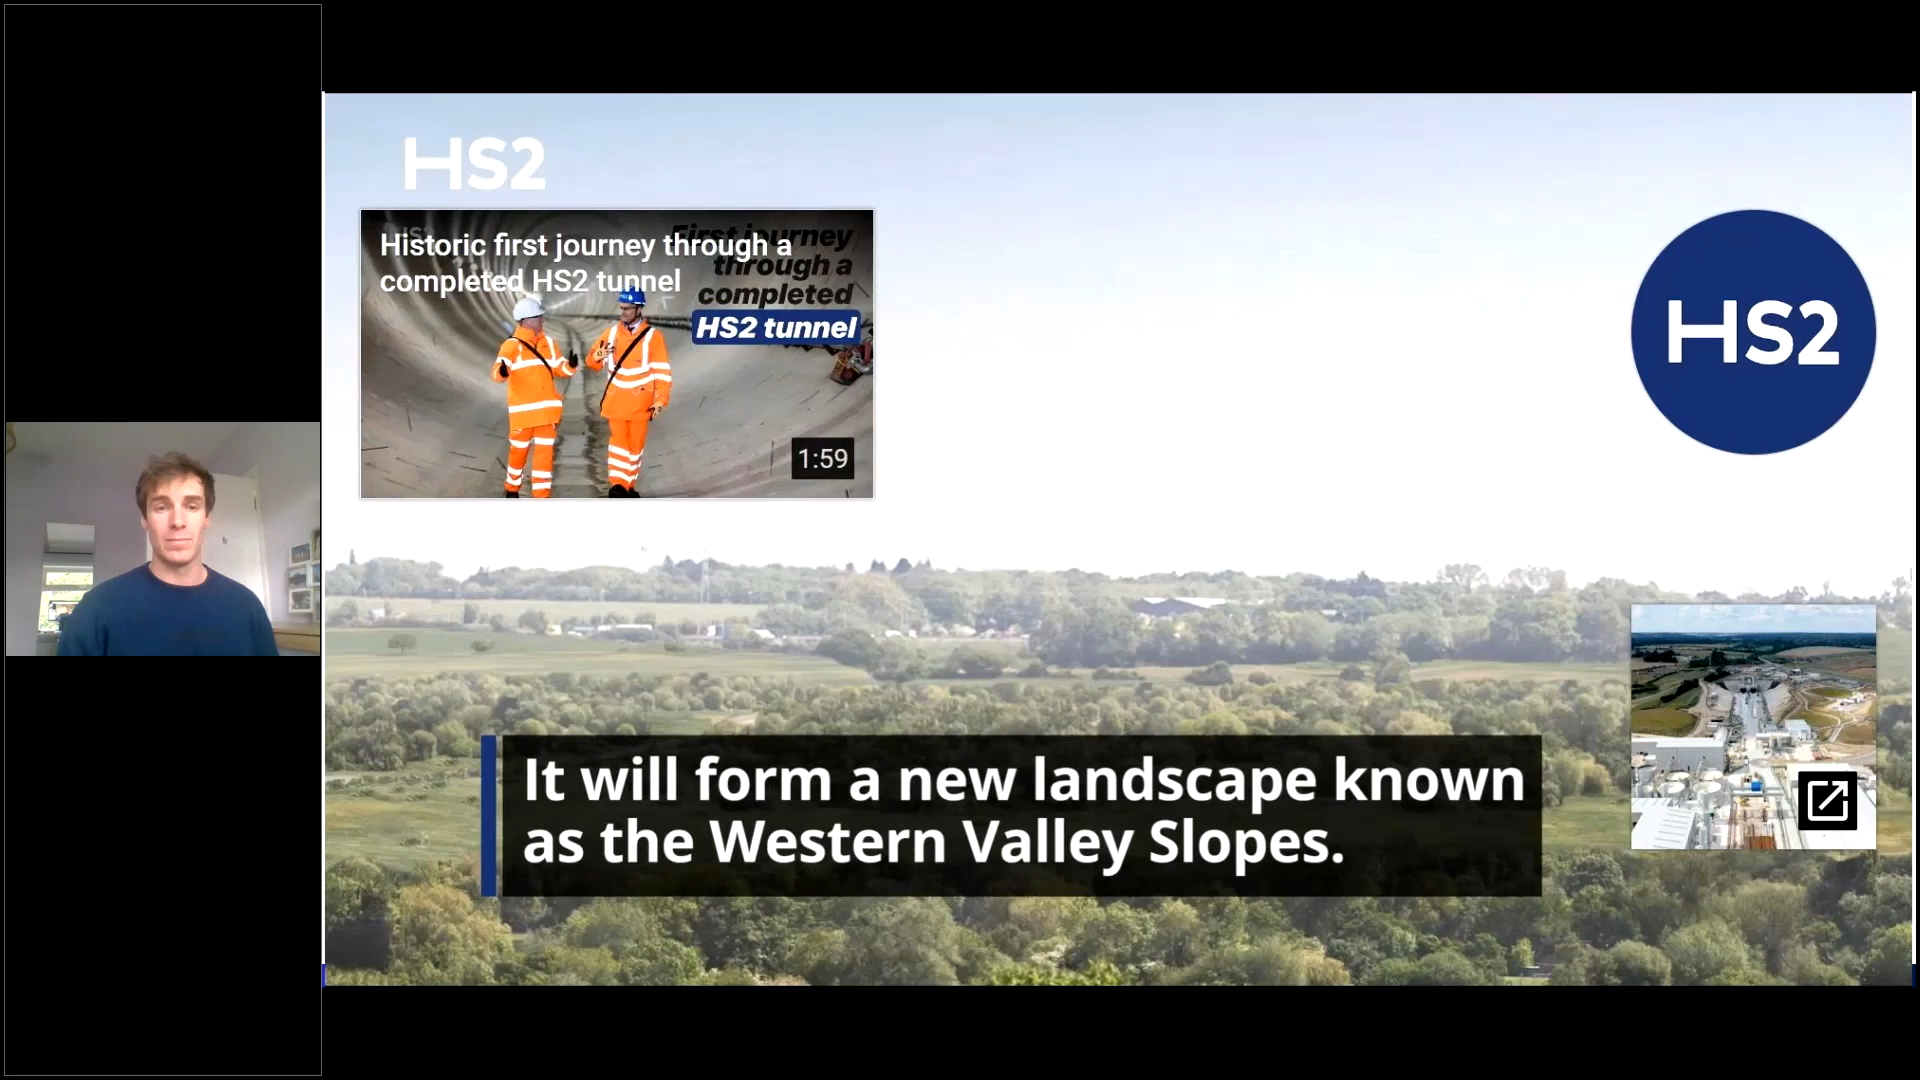 HS2
Historic first journey through a
completed HS2 tunnel
First journey
through a
completed
HS2 tunnel
1:59
HS2
It will form a new landscape known
as the Western Valley Slopes.